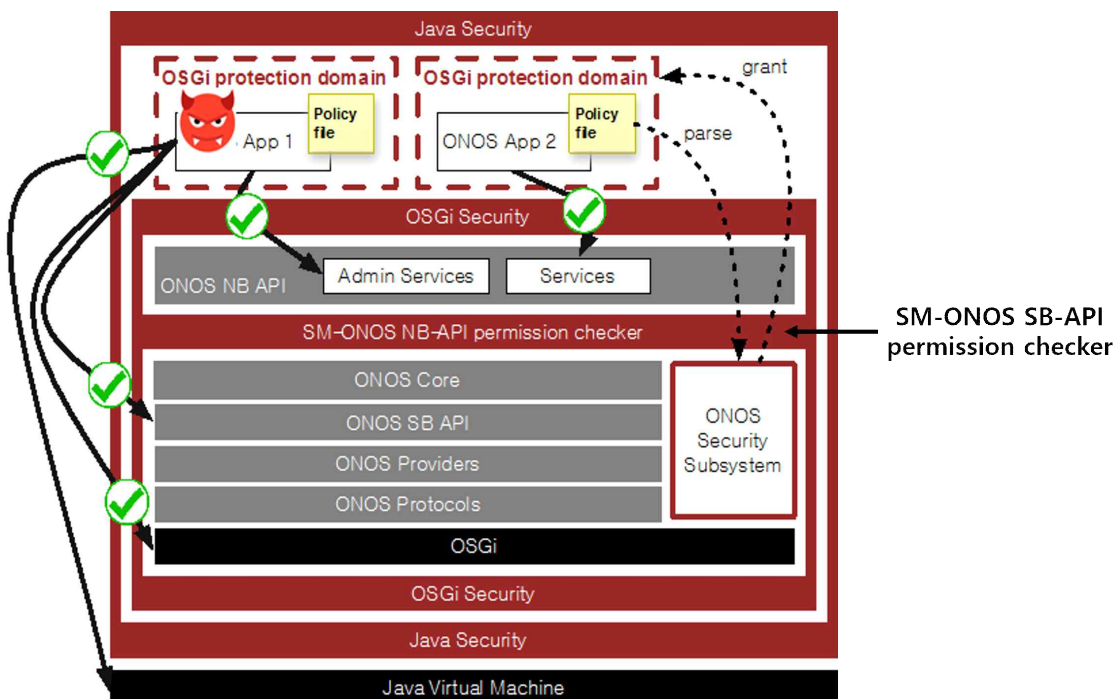 Java Security
OSGi protection domain
OSGi protection domain
grant
Policy
file
App 1
Policy
file
ONOS App 2
parse
OSGi Security
Admin Services
Services
ONOS NB API
SM-ONOS NB-API permission checker
SM-ONOS SB-API
permission checker
ONOS Core
ONOS SB API
ONOS Providers
ONOS Protocols
ONOS
Security
Subsystem
OSGi
OSGi Security
Java Security
Java Virtual Machine